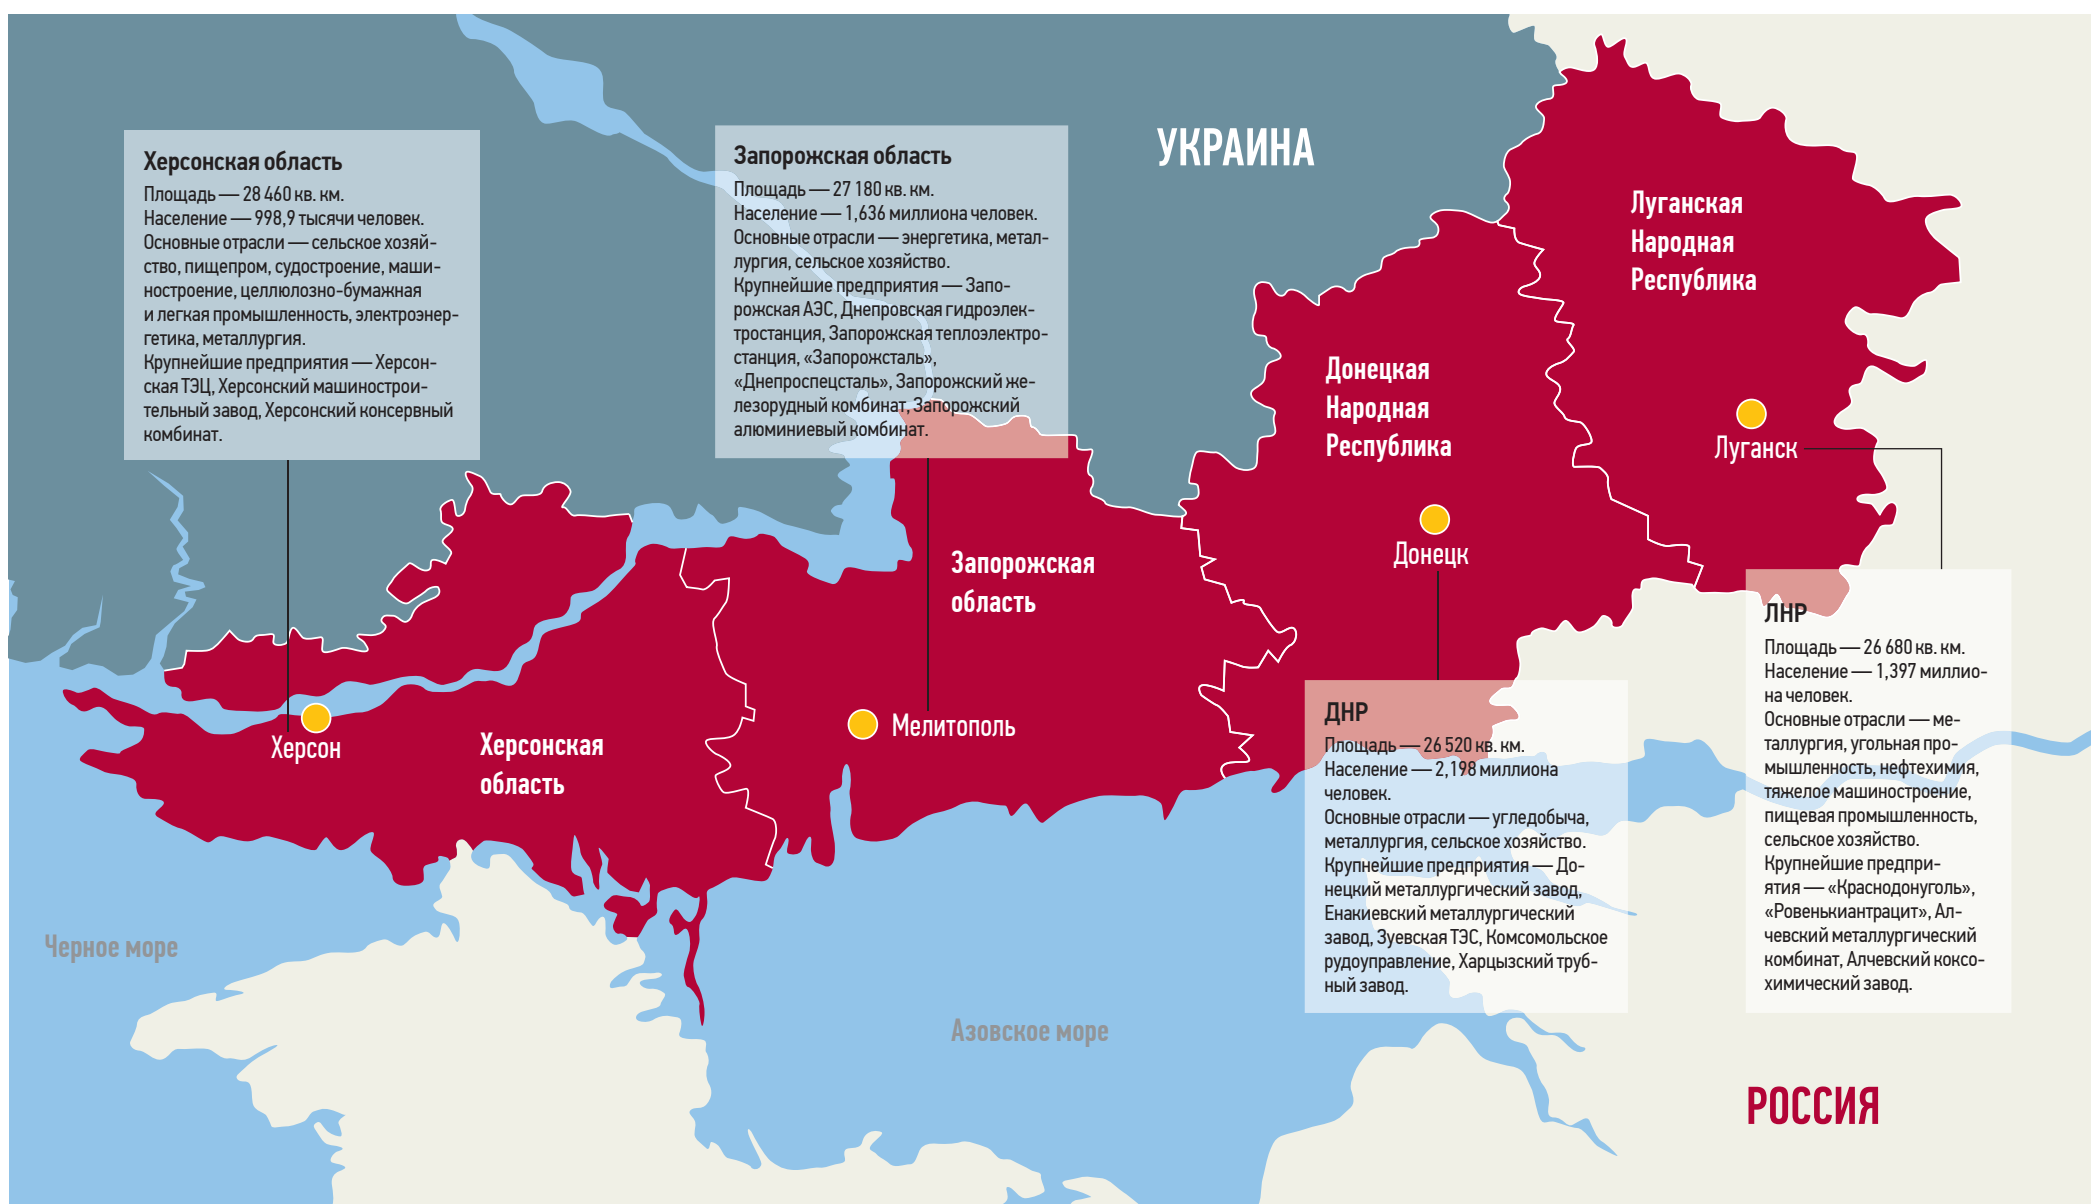 УКРАИНА
Херсонская область
Площадь — 28 460 кв. км.
Население — 998,9 тысячи человек.
Основные отрасли — сельское хозяй-
ство, пищепром, судостроение, маши-
ностроение, целлюлозно-бумажная
и легкая промышленность, электроэнер-
гетика, металлургия.
Крупнейшие предприятия — Херсон-
ская ТЭЦ, Херсонский машинострои-
тельный завод, Херсонский консервный
комбинат.
Запорожская область
Площадь — 27 180 кв. км.
Население — 1,636 миллиона человек.
Основные отрасли — энергетика, метал-
лургия, сельское хозяйство.
Крупнейшие предприятия — Запо-
рожская АЭС, Днепровская гидроэлек-
тростанция, Запорожская теплоэлектро-
станция, «Запорожсталь»,
«Днепроспецсталь», Запорожский же-
лезорудный комбинат, Запорожский
алюминиевый комбинат.
Луганская
Народная
Республика
Донецкая
Народная
Республика
Луганск
Донецк
Запорожская
область
Мелитополь
Херсон
Херсонская
область
ДНР
Площадь — 26 520 кв. км.
Население — 2,198 миллиона
человек.
Основные отрасли — угледобыча,
металлургия, сельское хозяйство.
Крупнейшие предприятия — До-
нецкий металлургический завод,
Енакиевский металлургический
завод, Зуевская ТЭС, Комсомольское
рудоуправление, Харцызский труб-
ный завод.
ЛНР
Площадь — 26 680 кв. км.
Население — 1,397 миллио-
на человек.
Основные отрасли — ме-
таллургия, угольная про-
мышленность, нефтехимия,
тяжелое машиностроение,
пищевая промышленность,
сельское хозяйство.
Крупнейшие предпри-
ятия — «Краснодонуголь»,
«Ровенькиантрацит», Ал-
чевский металлургический
комбинат, Алчевский коксо-
химический завод.
Черное море
Азовское море
РОССИЯ